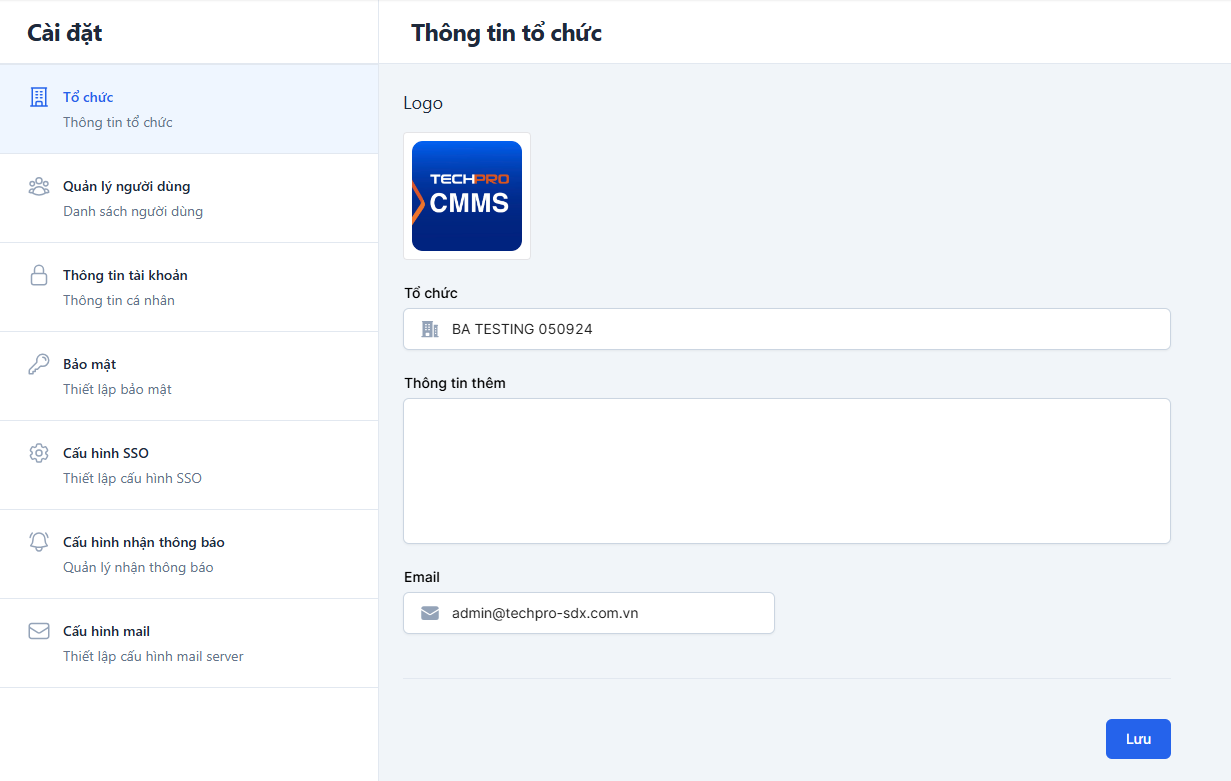 Cài đặt
Tổ chức
Thông tin tổ chức
Quản lý người dùng
Danh sách người dùng
Thông tin tài khoản
Thông tin cá nhân
Bảo mật
Thiết lập bảo mật
Cấu hình SSO
Thiết lập cấu hình SSO
Cấu hình nhận thông báo
Quản lý nhận thông báo
Cấu hình mail
Thiết lập cấu hình mail server
Thông tin tổ chức
Logo
TECHPRO
CMMS
Tổ chức
BA TESTING 050924
Thông tin thêm
Email
admin@techpro-sdx.com.vn
Lưu